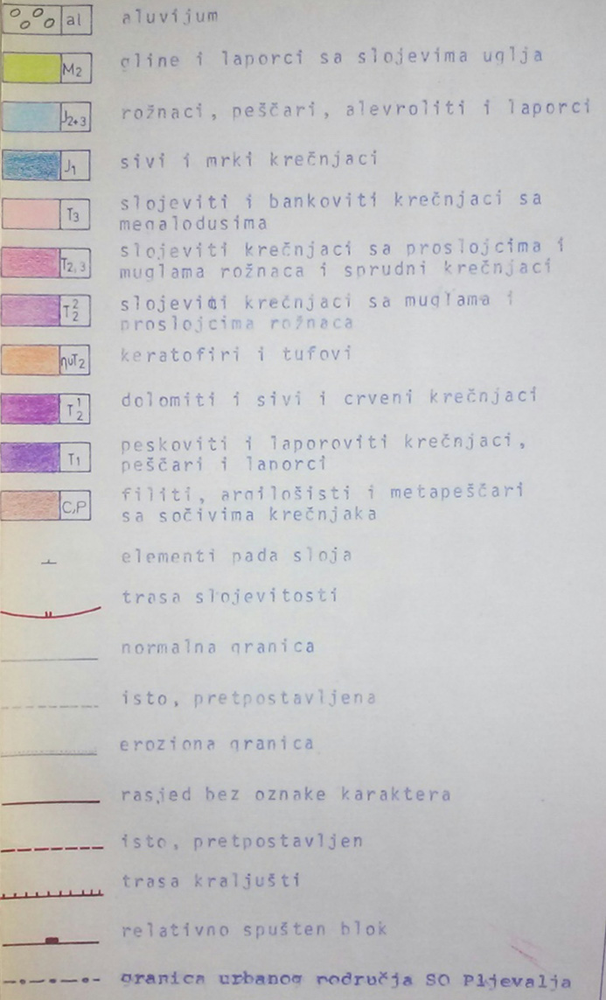 al aluvijum
M2 gline i laporci sa slojevima uglja
J2+3 rožnaci, peščari, alevroliti i laporci
J1 sivi i mrki krečnjaci
T3 slojeviti i bankoviti krečnjaci sa
megalodusima
T2,3 slojeviti krečnjaci sa proslojcima i
muglama rožnaca i sprudni krečnjaci
T₂² slojeviti krečnjaci sa muglama i
proslojcima rožnaca
ηυT2 keratofiri i tufovi
T₂¹ dolomiti i sivi i crveni krečnjaci
T1 peskoviti i laporoviti krečnjaci,
peščari i laporci
C,P filiti, argilošisti i metapeščari
sa sočivima krečnjaka
elementi pada sloja
trasa slojevitosti
normalna granica
isto, pretpostavljena
eroziona granica
rasjed bez oznake karaktera
isto, pretpostavljen
trasa kraljušti
relativno spušten blok
granica urbanog područja SO Pljevalja